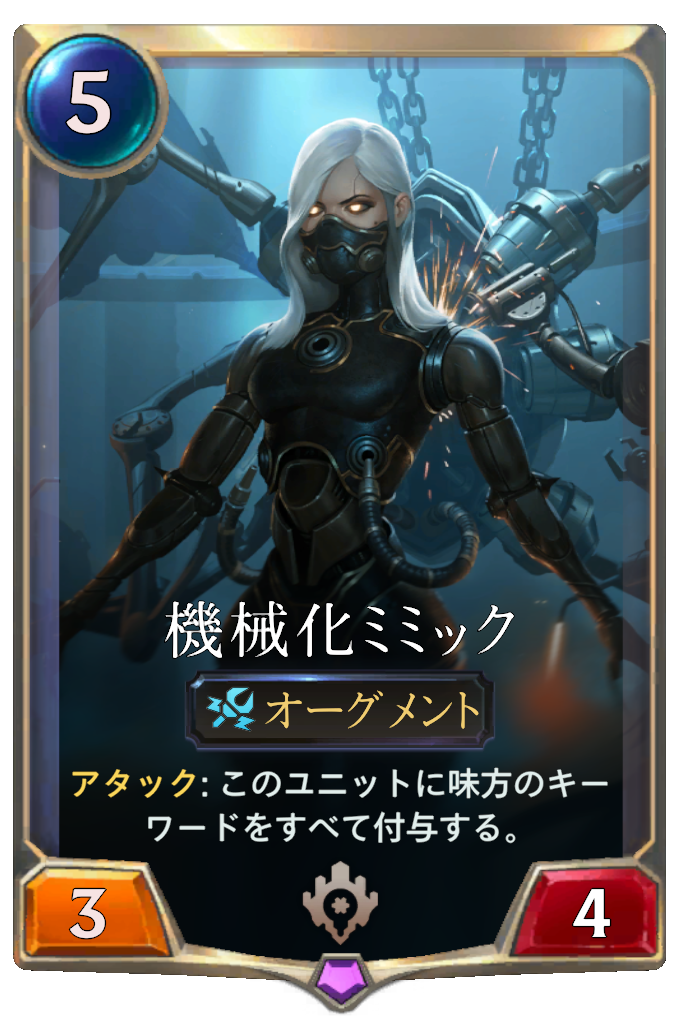 5
機械化ミミック
オーグメント
アタック: このユニットに味方のキー
ワードをすべて付与する。
3
4